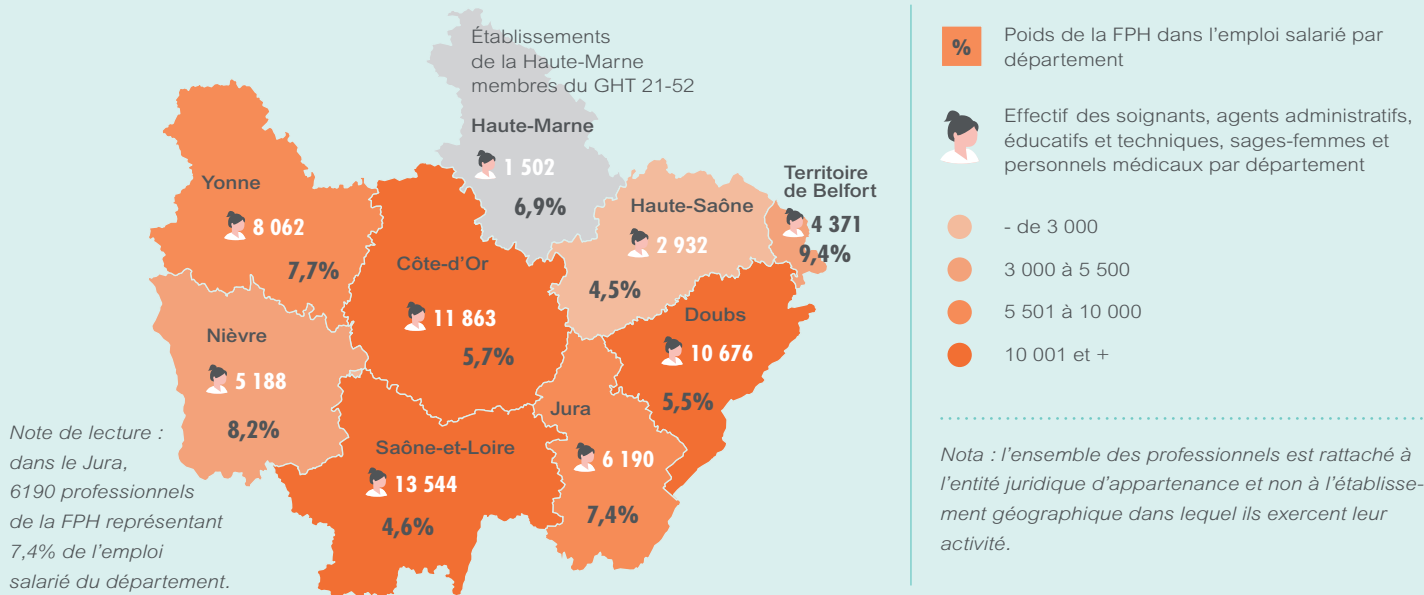 Établissements
de la Haute-Marne
membres du GHT 21-52
Haute-Marne
1 502
6,9%
Yonne
8 062
7,7%
Côte-d’Or
11 863
5,7%
Haute-Saône
2 932
4,5%
Territoire
de Belfort
4 371
9,4%
Nièvre
5 188
8,2%
Doubs
10 676
5,5%
Jura
6 190
7,4%
Saône-et-Loire
13 544
4,6%
Note de lecture :
dans le Jura,
6190 professionnels
de la FPH représentant
7,4% de l’emploi
salarié du département.
%
Poids de la FPH dans l’emploi salarié par
département
Effectif des soignants, agents administratifs,
éducatifs et techniques, sages-femmes et
personnels médicaux par département
- de 3 000
3 000 à 5 500
5 501 à 10 000
10 001 et +
Nota : l’ensemble des professionnels est rattaché à
l’entité juridique d’appartenance et non à l’établisse-
ment géographique dans lequel ils exercent leur
activité.